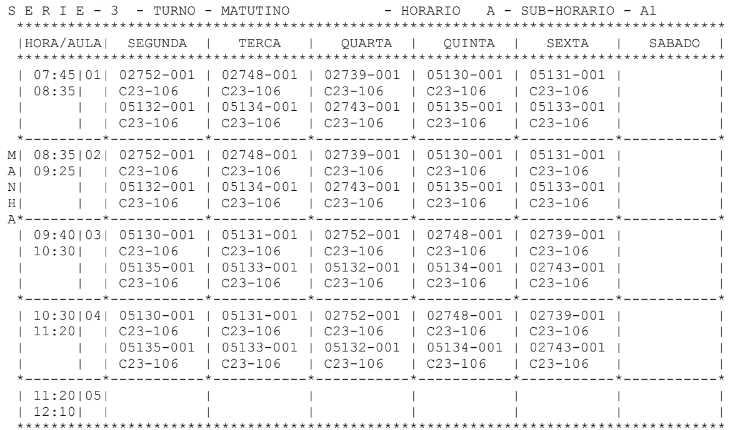 S E R I E - 3 - TURNO - MATUTINO - HORARIO A - SUB-HORARIO - A1
*************************************************************************
|HORA/AULA| SEGUNDA | TERCA | QUARTA | QUINTA | SEXTA | SABADO |
*************************************************************************
| 07:45|01| 02752-001 | 02748-001 | 02739-001 | 05130-001 | 05131-001 | |
| 08:35| | C23-106 | C23-106 | C23-106 | C23-106 | C23-106 | |
| | | 05132-001 | 05134-001 | 02743-001 | 05135-001 | 05133-001 | |
| | | C23-106 | C23-106 | C23-106 | C23-106 | C23-106 | |
*---------*----------*----------*----------*----------*----------*----------*
M| 08:35|02| 02752-001 | 02748-001 | 02739-001 | 05130-001 | 05131-001 | |
A| 09:25| | C23-106 | C23-106 | C23-106 | C23-106 | C23-106 | |
N| | | 05132-001 | 05134-001 | 02743-001 | 05135-001 | 05133-001 | |
H| | | C23-106 | C23-106 | C23-106 | C23-106 | C23-106 | |
A*---------*----------*----------*----------*----------*----------*----------*
| 09:40|03| 05130-001 | 05131-001 | 02752-001 | 02748-001 | 02739-001 | |
| 10:30| | C23-106 | C23-106 | C23-106 | C23-106 | C23-106 | |
| | | 05135-001 | 05133-001 | 05132-001 | 05134-001 | 02743-001 | |
| | | C23-106 | C23-106 | C23-106 | C23-106 | C23-106 | |
*---------*----------*----------*----------*----------*----------*----------*
| 10:30|04| 05130-001 | 05131-001 | 02752-001 | 02748-001 | 02739-001 | |
| 11:20| | C23-106 | C23-106 | C23-106 | C23-106 | C23-106 | |
| | | 05135-001 | 05133-001 | 05132-001 | 05134-001 | 02743-001 | |
| | | C23-106 | C23-106 | C23-106 | C23-106 | C23-106 | |
*---------*----------*----------*----------*----------*----------*----------*
| 11:20|05| | | | | | |
| 12:10| | | | | | | |
*************************************************************************